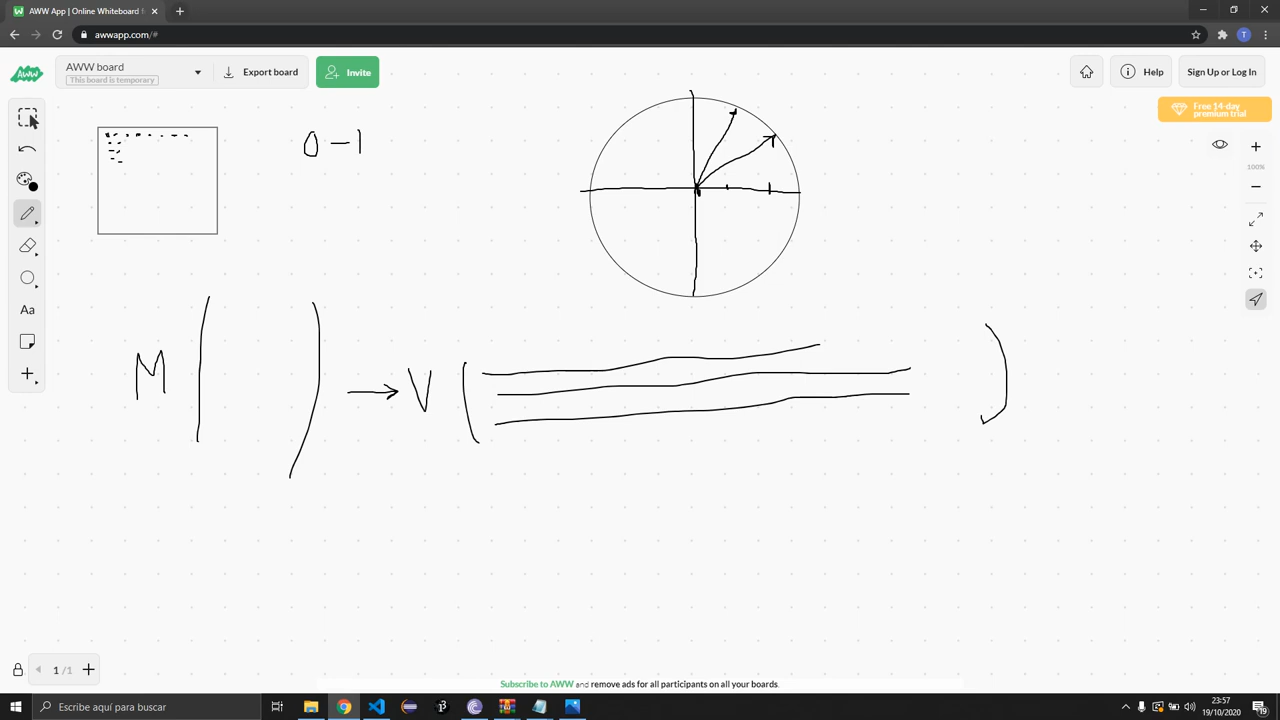 AWW App | Online Whiteboard f
awwapp.com/#
T
AWW
AWW board
This board is temporary
Export board
Invite
Help
Sign Up or Log In
Free 14-day
premium trial
100%
Aa
0 – 1
M
V
1 /1
Subscribe to AWW and remove ads for all participants on all your boards.
Escribe aquí para buscar
23:57
19/10/2020